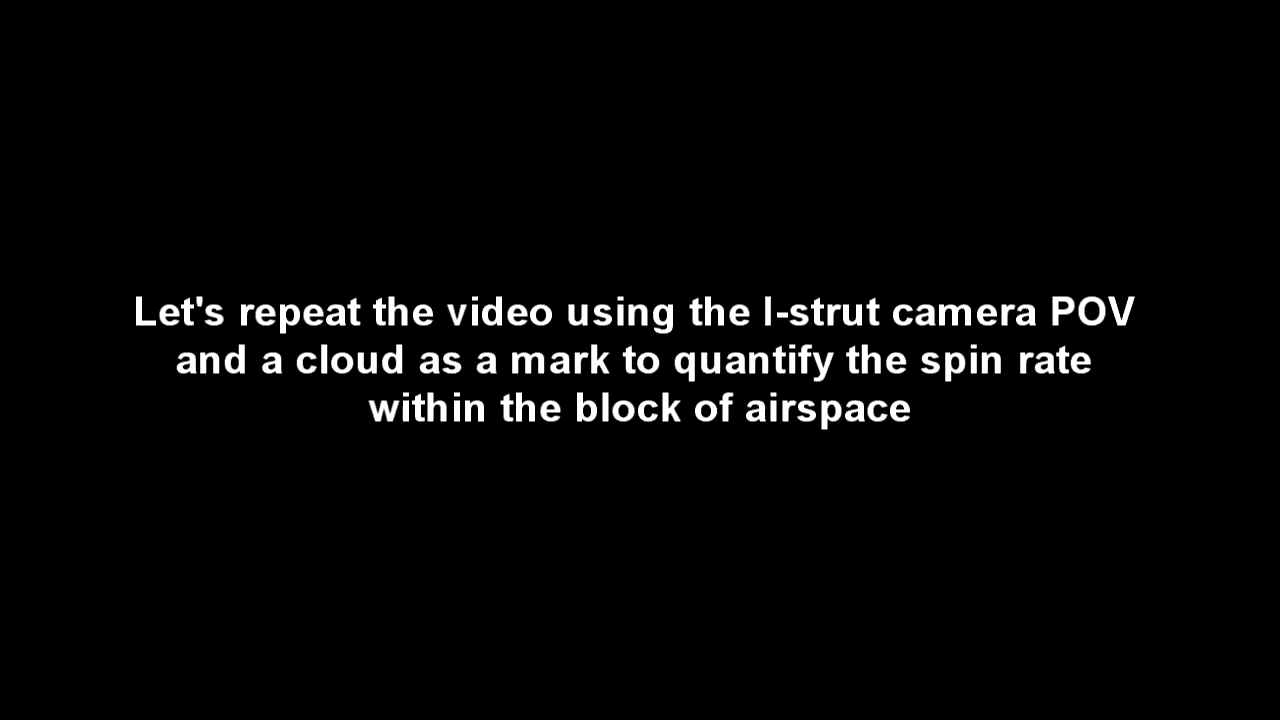 Let's repeat the video using the I-strut camera POV
and a cloud as a mark to quantify the spin rate
within the block of airspace